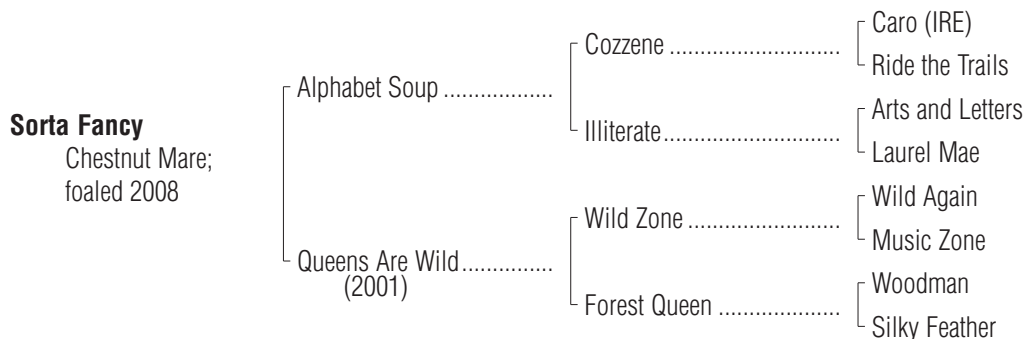 Sorta Fancy
Chestnut Mare;
foaled 2008
Alphabet Soup ..................
Queens Are Wild...............
(2001)
Cozzene ............................
Illiterate.............................
Wild Zone .........................
Forest Queen ....................
Caro (IRE)
Ride the Trails
Arts and Letters
Laurel Mae
Wild Again
Music Zone
Woodman
Silky Feather